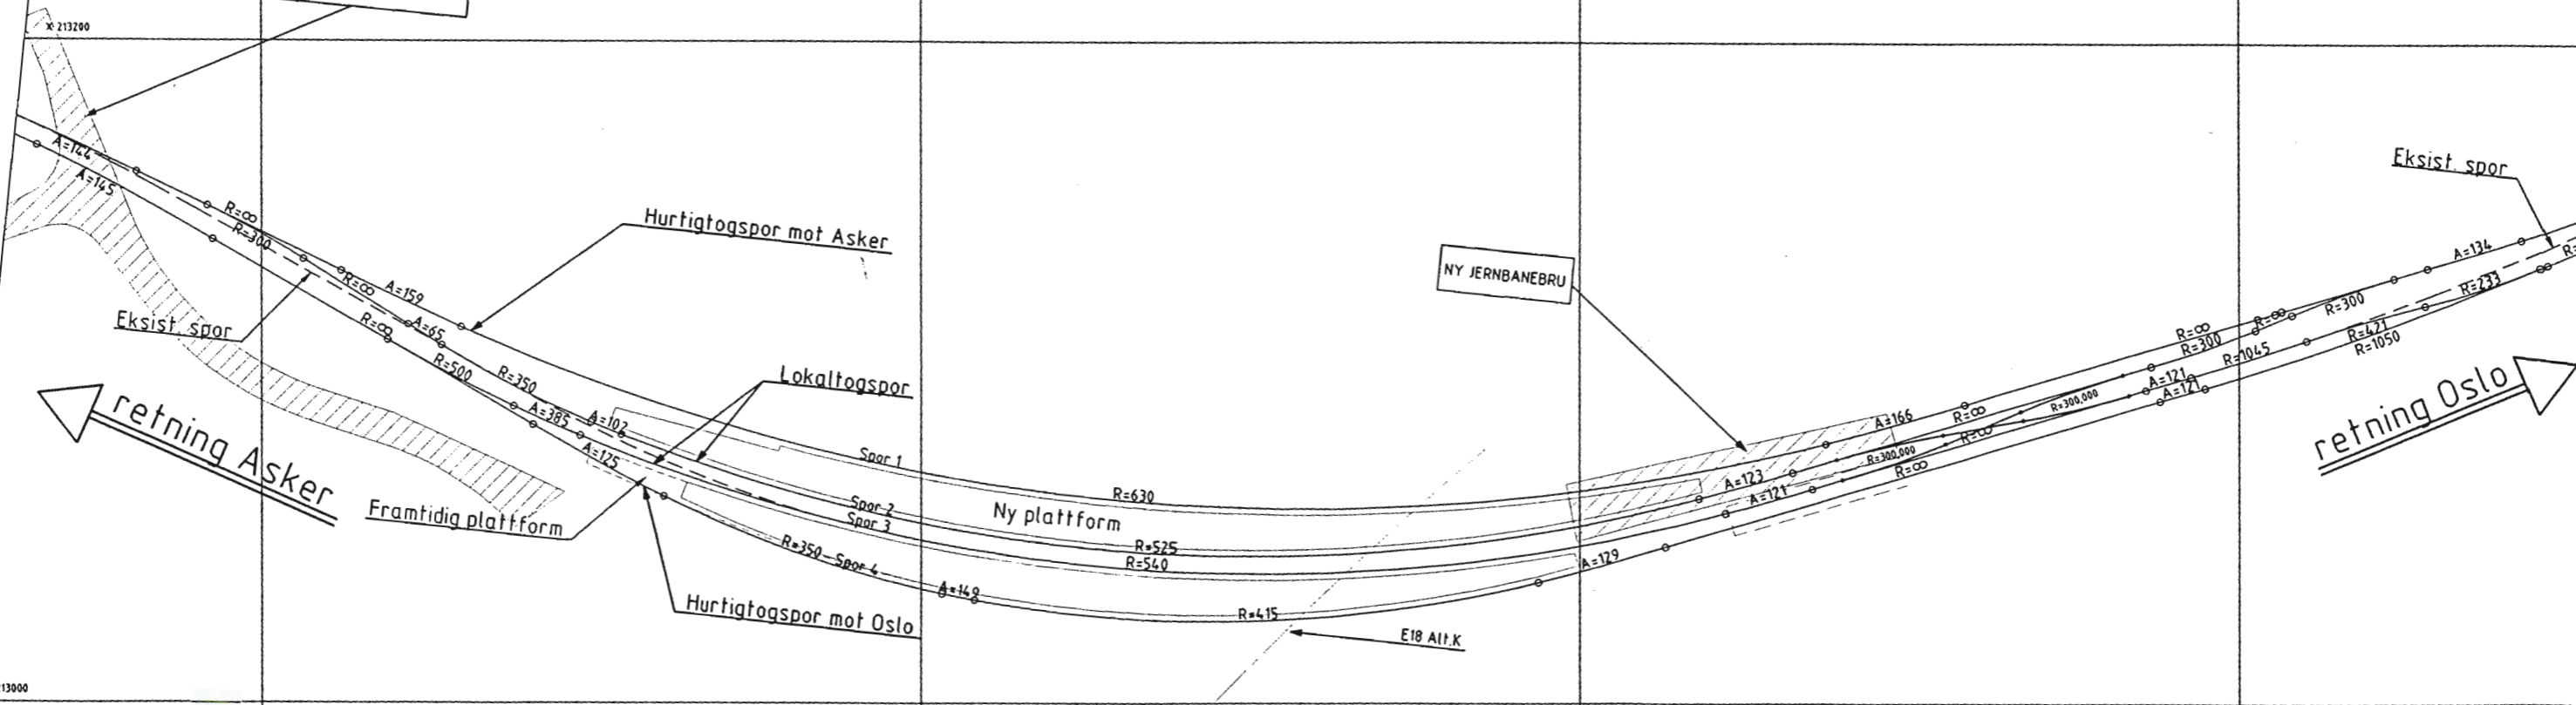 x 213200
A=144
A=145
R=∞
R=300
R=∞
A=159
Eksist. spor
R=∞
A=65
R=500
R=350
A=385
A=102
A=125
Hurtigtogspor mot Asker
Lokaltogspor
retning Asker
Framtidig plattform
Hurtigtogspor mot Oslo
Spor 1
Spor 2
Spor 3
R=350
Spor 4
A=149
R=630
Ny plattform
R=525
R=540
R=415
E18 Alt.K
NY JERNBANEBRU
A=129
A=123
A=121
A=166
R=300,000
R=∞
R=∞
R=∞
R=300,000
A=121
A=121
R=∞
R=300
R=∞
R=1045
R=300
R=421
R=1050
R=233
A=134
Eksist. spor
retning Oslo
13000